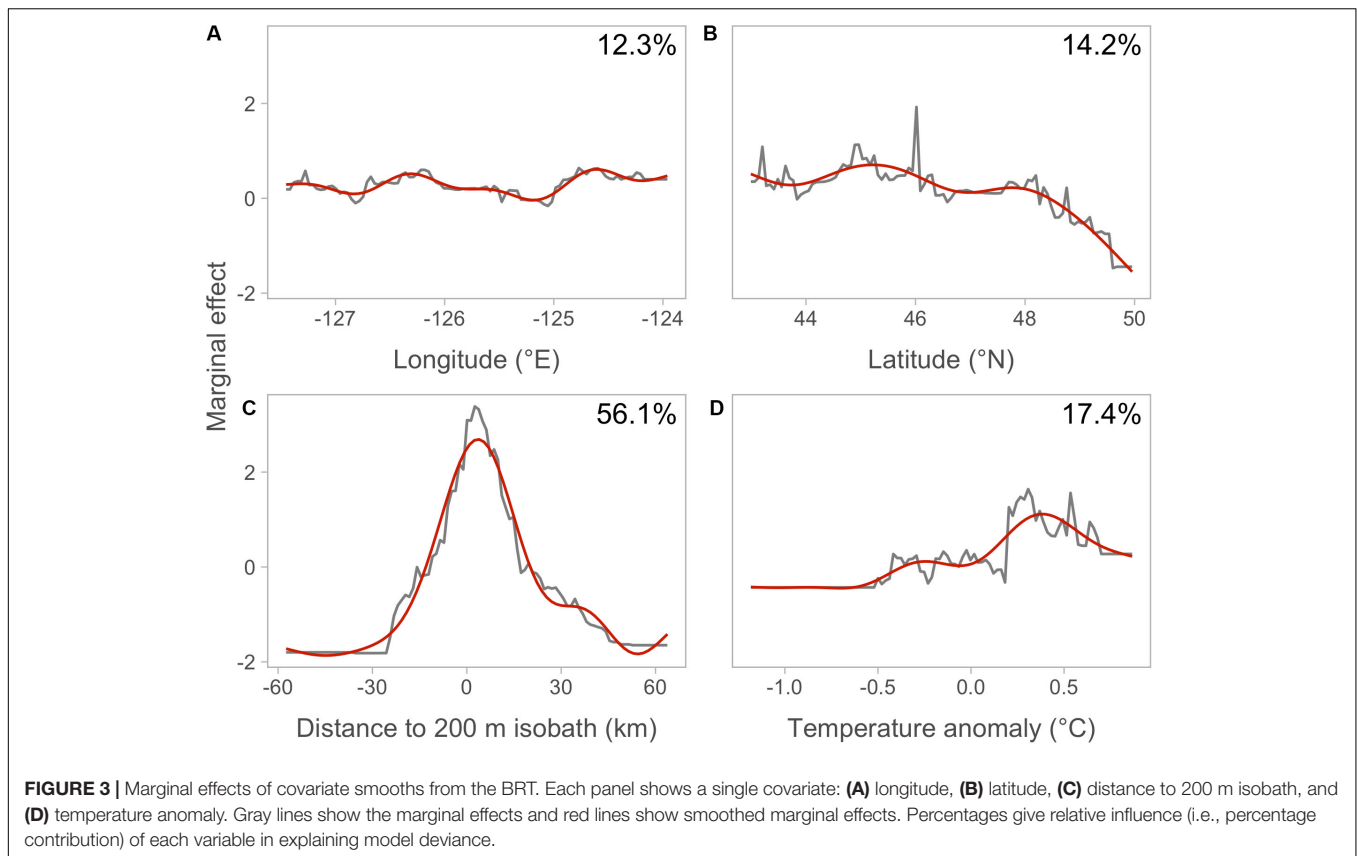 A
12.3%
B
14.2%
2
0
-2
-127
-126
-125
-124
44
46
48
50
Longitude (°E)
Latitude (°N)
Marginal effect
C
56.1%
D
17.4%
2
0
-2
-60
-30
0
30
60
-1.0
-0.5
0.0
0.5
Distance to 200 m isobath (km)
Temperature anomaly (°C)
FIGURE 3 | Marginal effects of covariate smooths from the BRT. Each panel shows a single covariate: (A) longitude, (B) latitude, (C) distance to 200 m isobath, and
(D) temperature anomaly. Gray lines show the marginal effects and red lines show smoothed marginal effects. Percentages give relative influence (i.e., percentage
contribution) of each variable in explaining model deviance.